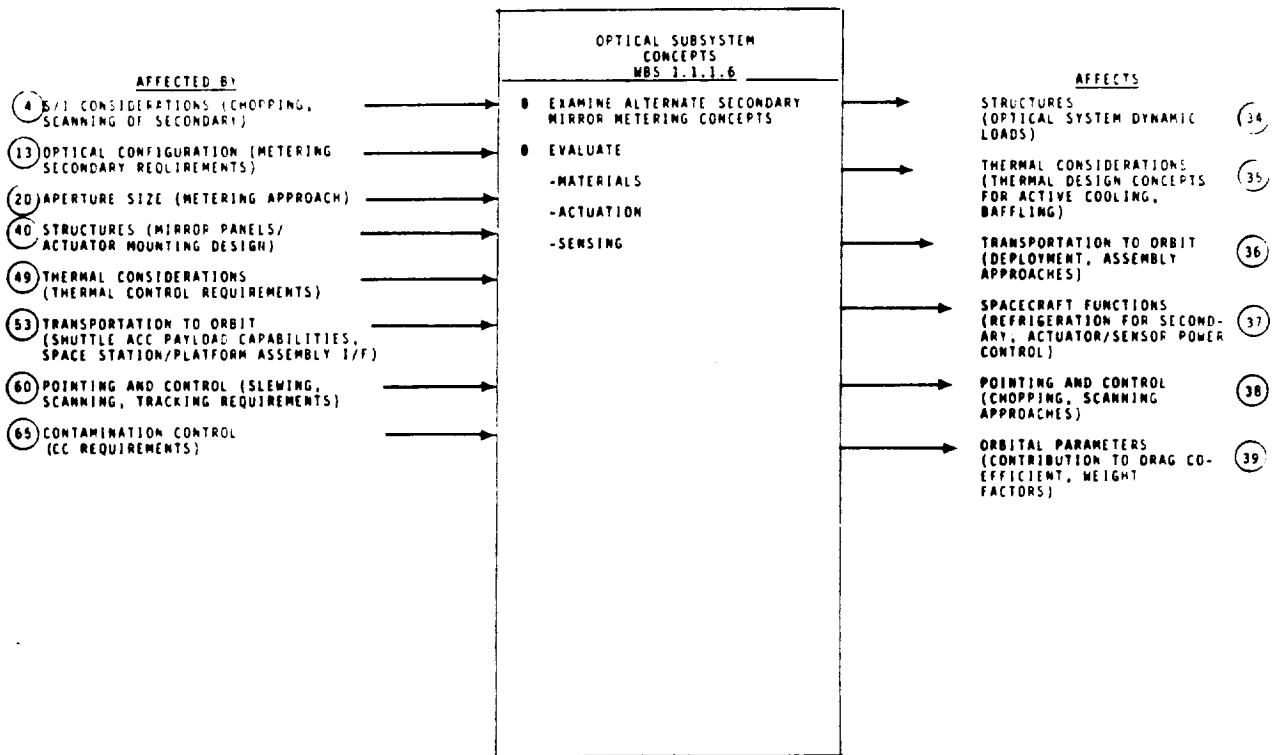 OPTICAL SUBSYSTEM
CONCEPTS
WBS 1.1.1.6
AFFECTED BY
4 S/I CONSIDERATIONS (CHOPPING,
SCANNING OF SECONDARY)
13 OPTICAL CONFIGURATION (METERING
SECONDARY REQUIREMENTS)
20 APERTURE SIZE (METERING APPROACH)
40 STRUCTURES (MIRROR PANELS/
ACTUATOR MOUNTING DESIGN)
49 THERMAL CONSIDERATIONS
(THERMAL CONTROL REQUIREMENTS)
53 TRANSPORTATION TO ORBIT
(SHUTTLE ACC PAYLOAD CAPABILITIES,
SPACE STATION/PLATFORM ASSEMBLY I/F)
60 POINTING AND CONTROL (SLEWING,
SCANNING, TRACKING REQUIREMENTS)
65 CONTAMINATION CONTROL
(CC REQUIREMENTS)
● EXAMINE ALTERNATE SECONDARY
MIRROR METERING CONCEPTS
● EVALUATE
-MATERIALS
-ACTUATION
-SENSING
AFFECTS
STRUCTURES
(OPTICAL SYSTEM DYNAMIC
LOADS) 34
THERMAL CONSIDERATIONS
(THERMAL DESIGN CONCEPTS
FOR ACTIVE COOLING,
BAFFLING) 35
TRANSPORTATION TO ORBIT
(DEPLOYMENT, ASSEMBLY
APPROACHES) 36
SPACECRAFT FUNCTIONS
(REFRIGERATION FOR SECOND-
ARY, ACTUATOR/SENSOR POWER
CONTROL) 37
POINTING AND CONTROL
(CHOPPING, SCANNING
APPROACHES) 38
ORBITAL PARAMETERS
(CONTRIBUTION TO DRAG CO-
EFFICIENT, WEIGHT
FACTORS) 39